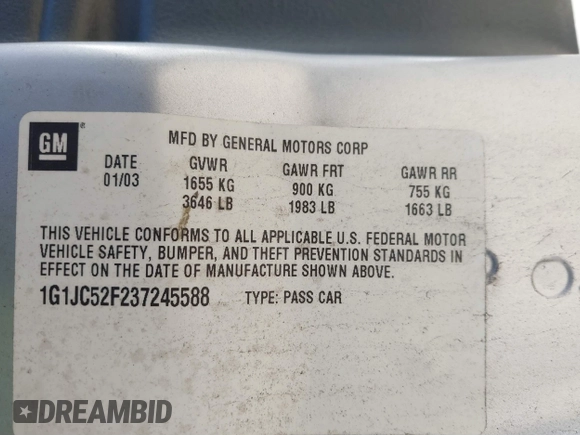 GM
MFD BY GENERAL MOTORS CORP
DATE GVWR GAWR FRT GAWR RR
01/03 1655 KG 900 KG 755 KG
3646 LB 1983 LB 1663 LB
THIS VEHICLE CONFORMS TO ALL APPLICABLE U.S. FEDERAL MOTOR
VEHICLE SAFETY, BUMPER, AND THEFT PREVENTION STANDARDS IN
EFFECT ON THE DATE OF MANUFACTURE SHOWN ABOVE.
1G1JC52F237245588 TYPE: PASS CAR
DREAMBID